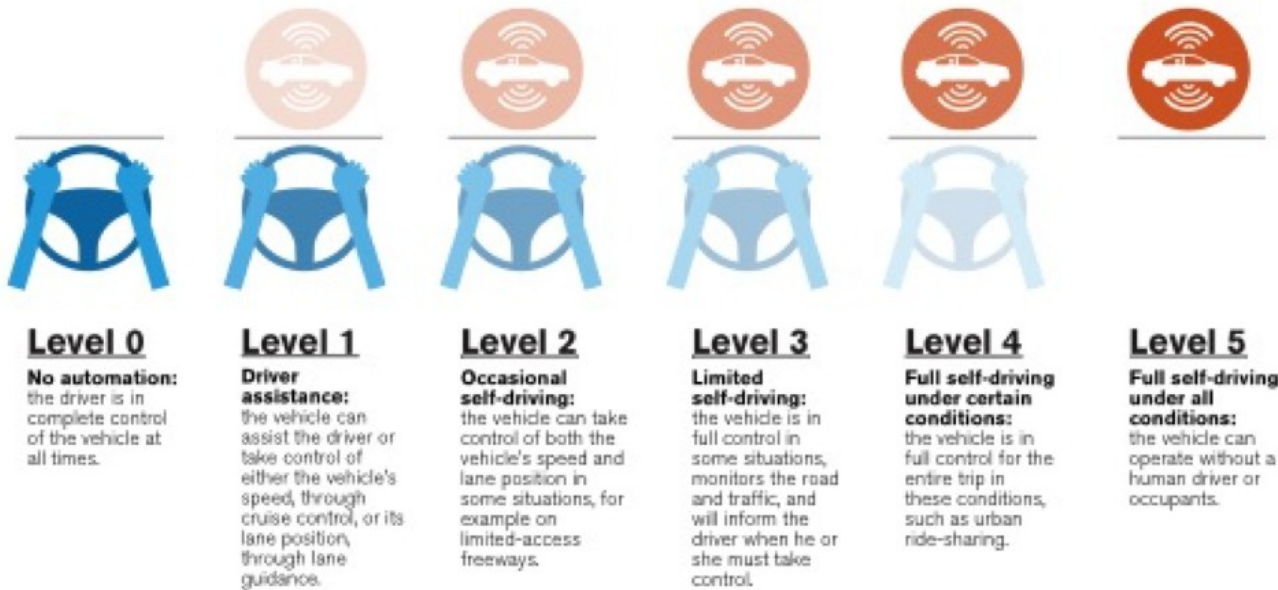 Level 0
No automation:
the driver is in
complete control
of the vehicle at
all times.
Level 1
Driver
assistance:
the vehicle can
assist the driver or
take control of
either the vehicle's
speed, through
cruise control, or its
lane position,
through lane
guidance.
Level 2
Occasional
self-driving:
the vehicle can take
control of both the
vehicle's speed and
lane position in
some situations, for
example on
limited-access
freeways.
Level 3
Limited
self-driving:
the vehicle is in
full control in
some situations,
monitors the road
and traffic, and
will inform the
driver when he or
she must take
control.
Level 4
Full self-driving
under certain
conditions:
the vehicle is in
full control for the
entire trip in
these conditions,
such as urban
ride-sharing.
Level 5
Full self-driving
under all
conditions:
the vehicle can
operate without a
human driver or
occupants.